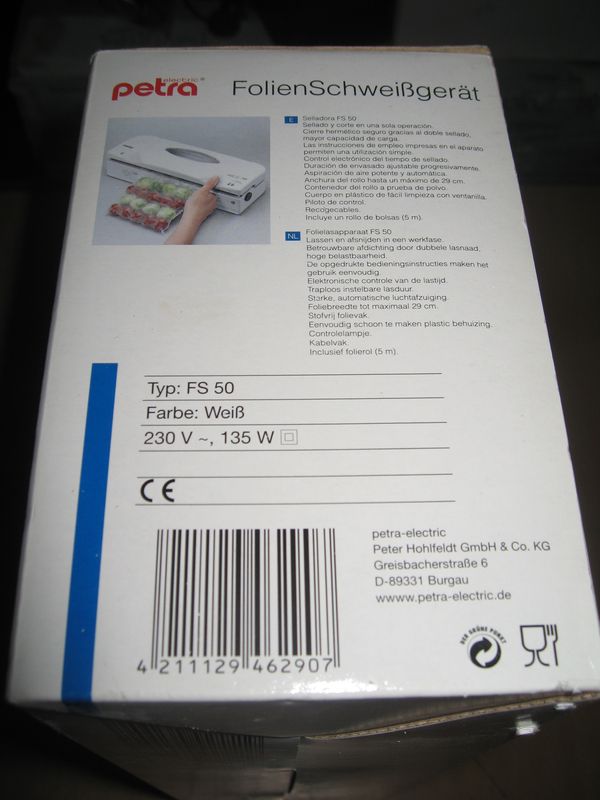 petra electric®
FolienSchweißgerät
E Selladora FS 50
Sellado y corte en una sola operación.
Cierre hermético seguro gracias al doble sellado,
mayor capacidad de carga.
Las instrucciones de empleo impresas en el aparato
permiten una utilización simple.
Control electrónico del tiempo de sellado.
Duración de envasado ajustable progresivamente.
Aspiración de aire potente y automática.
Anchura del rollo hasta un máximo de 29 cm.
Contenedor del rollo a prueba de polvo.
Cuerpo en plástico de fácil limpieza con ventanilla.
Piloto de control.
Recogecables.
Incluye un rollo de bolsas (5 m).
NL Folielasapparaat FS 50
Lassen en afsnijden in een werkfase.
Betrouwbare afdichting door dubbele lasnaad,
hoge belastbaarheid.
De opgedrukte bedieningsinstructies maken het
gebruik eenvoudig.
Elektronische controle van de lastijd.
Traploos instelbare lasduur.
Starke, automatische luchtafzuiging.
Foliebreedte tot maximaal 29 cm.
Stofvrij folievak.
Eenvoudig schoon te maken plastic behuizing.
Controlelampje.
Kabelvak.
Inclusief folierol (5 m).
Typ: FS 50
Farbe: Weiß
230 V ~, 135 W
CE
petra-electric
Peter Hohlfeldt GmbH & Co. KG
Greisbacherstraße 6
D-89331 Burgau
wwww.petra-electric.de
4 211129 462907
DER GRÜNE PUNKT